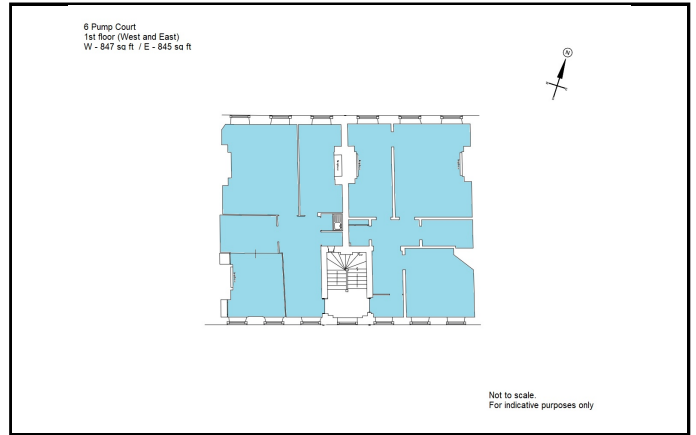 6 Pump Court
1st floor (West and East)
W - 847 sq ft / E - 845 sq ft
N
Not to scale.
For indicative purposes only